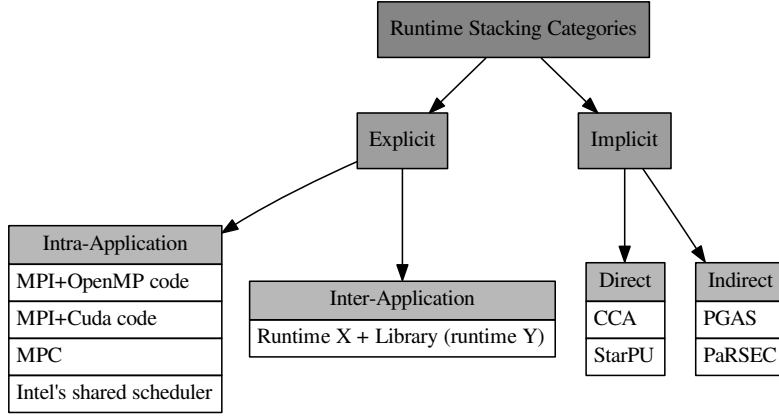 Runtime Stacking Categories
Explicit
Implicit
Intra-Application
MPI+OpenMP code
MPI+Cuda code
MPC
Intel's shared scheduler
Inter-Application
Runtime X + Library (runtime Y)
Direct
CCA
StarPU
Indirect
PGAS
PaRSEC